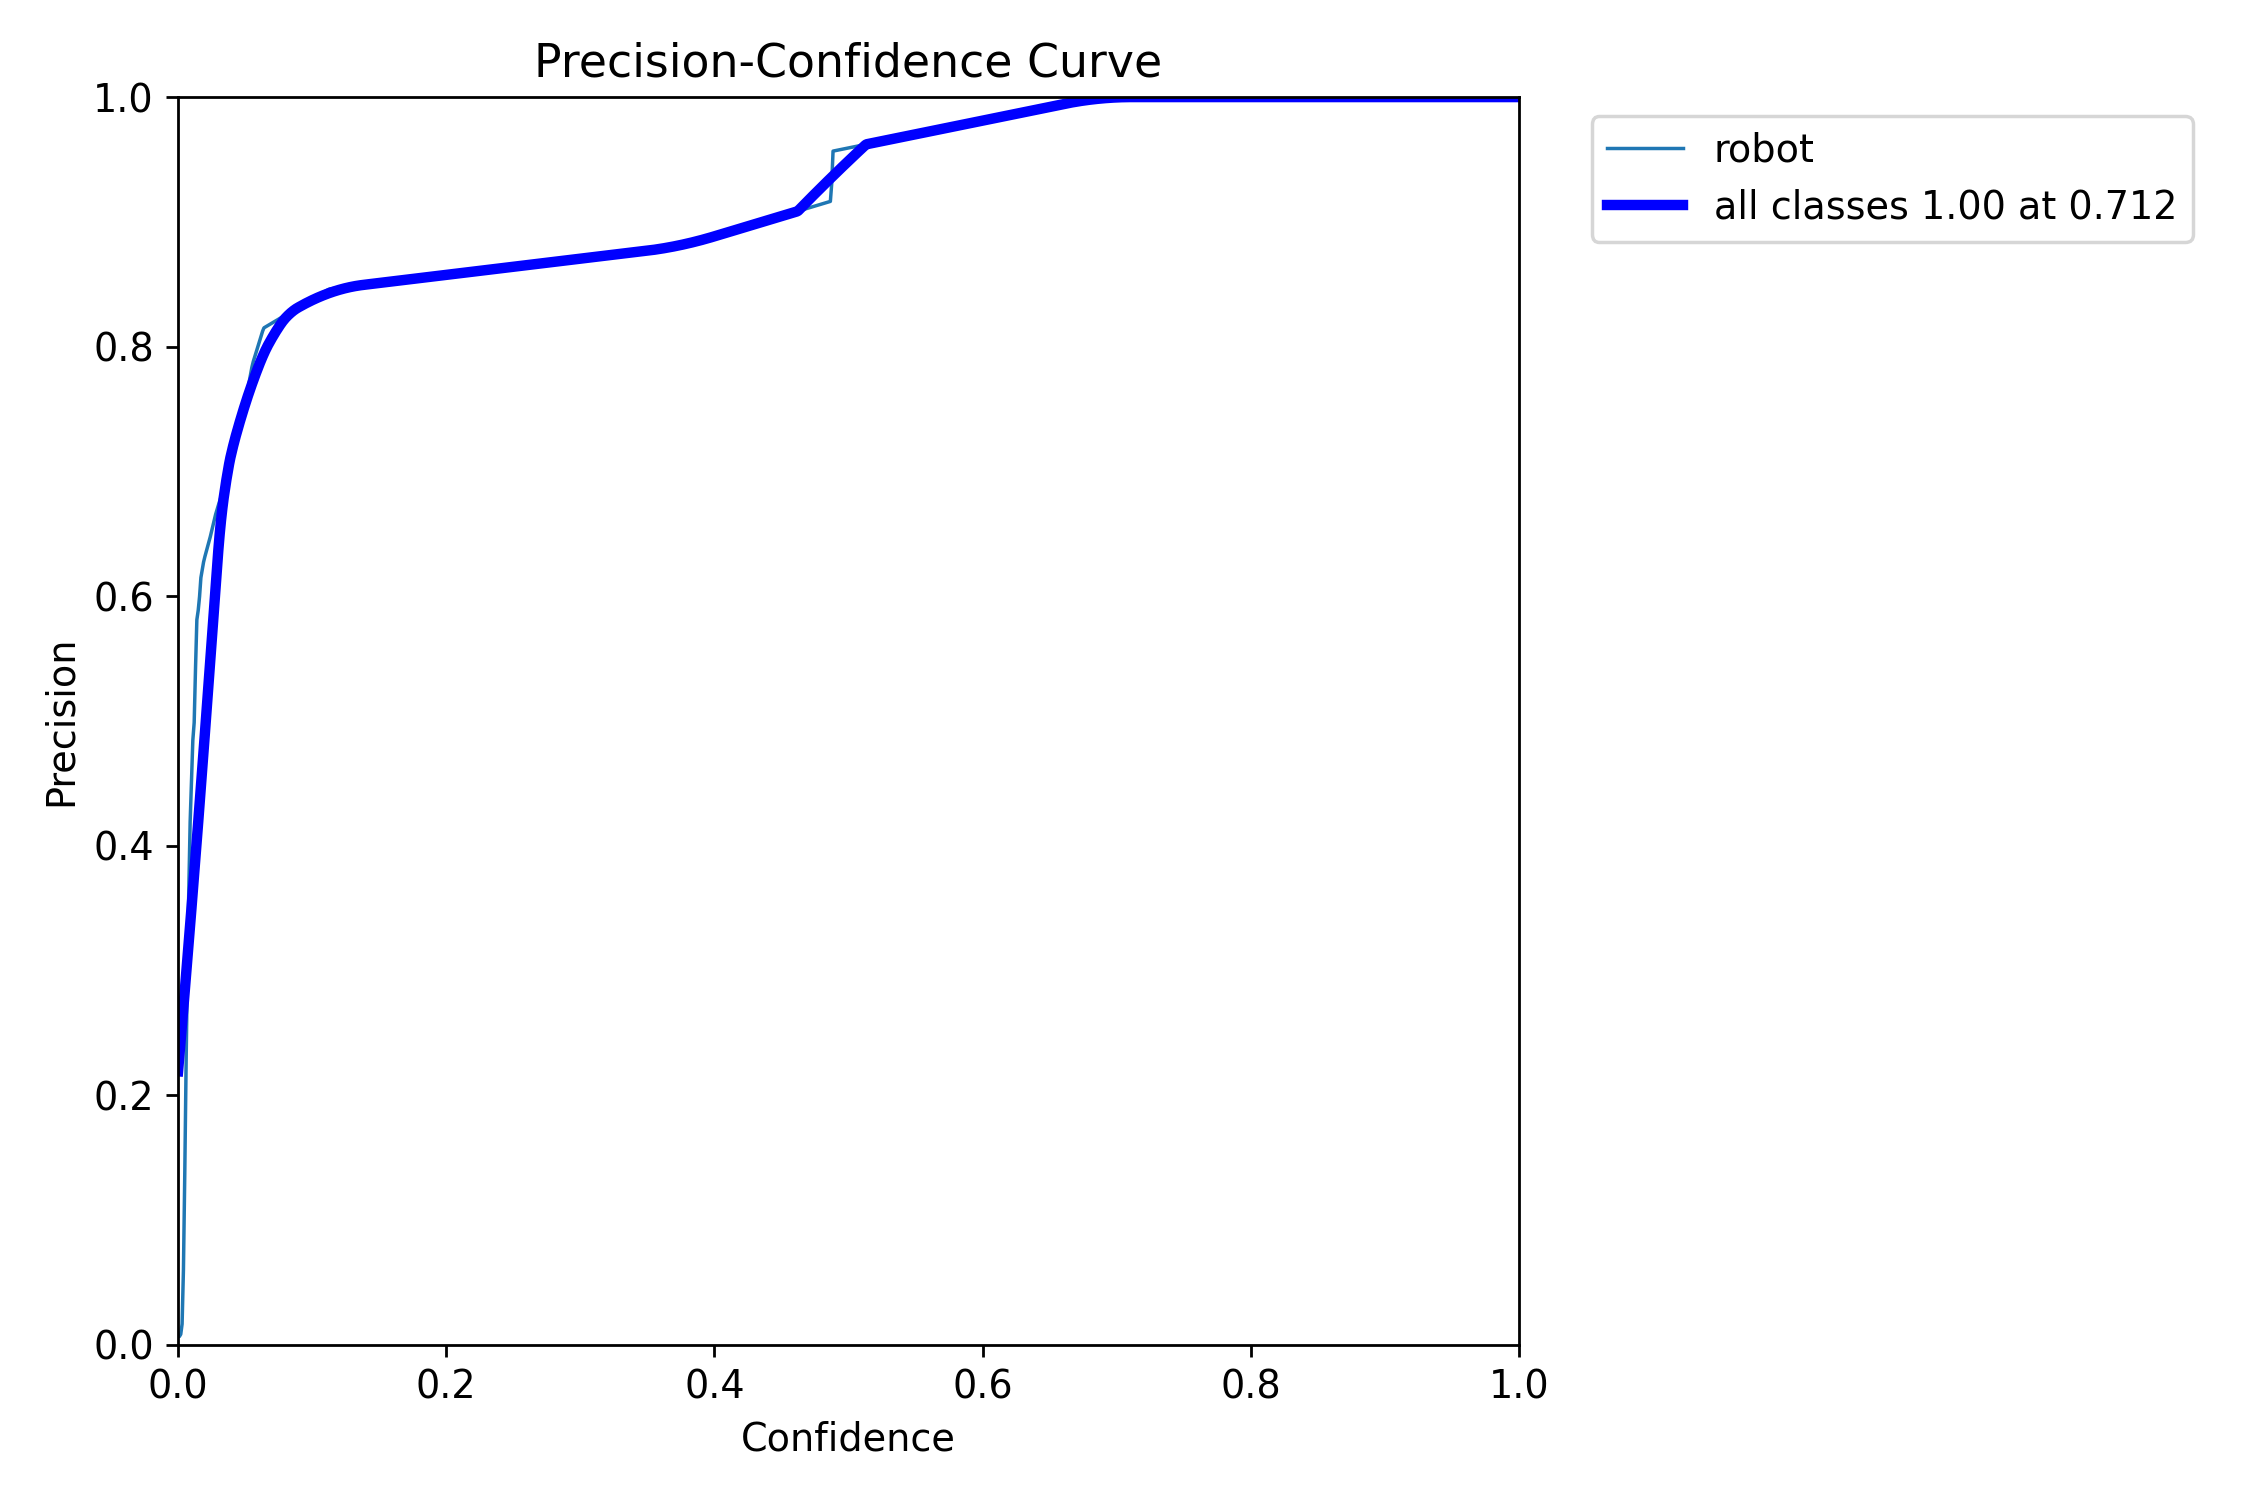 Precision-Confidence Curve
1.0
0.8
0.6
0.4
0.2
0.0
Precision
0.0 0.2 0.4 0.6 0.8 1.0
Confidence
robot
all classes 1.00 at 0.712